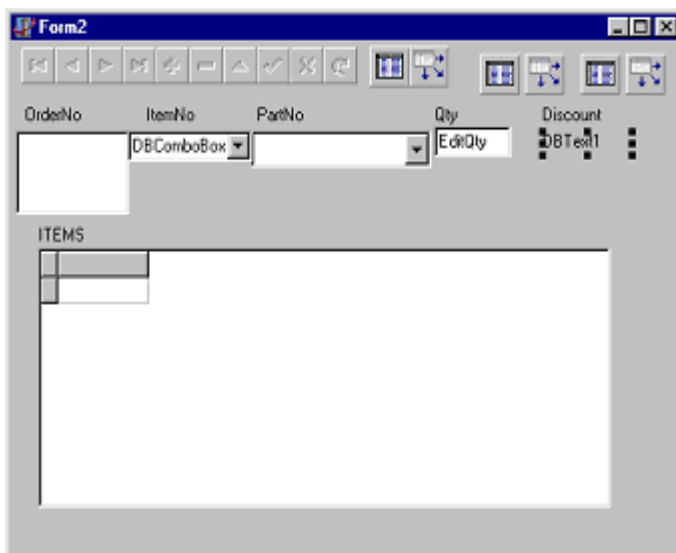 Form2
OrderNo ItemNo PartNo Qty Discount
DBComboBox EditQty DBText1
ITEMS